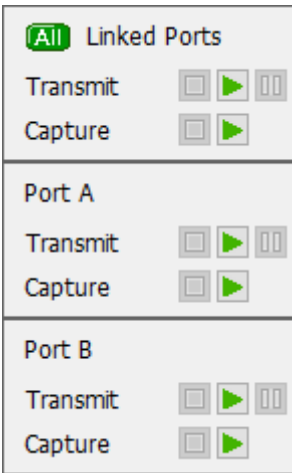 All Linked Ports
Transmit
Capture
Port A
Transmit
Capture
Port B
Transmit
Capture